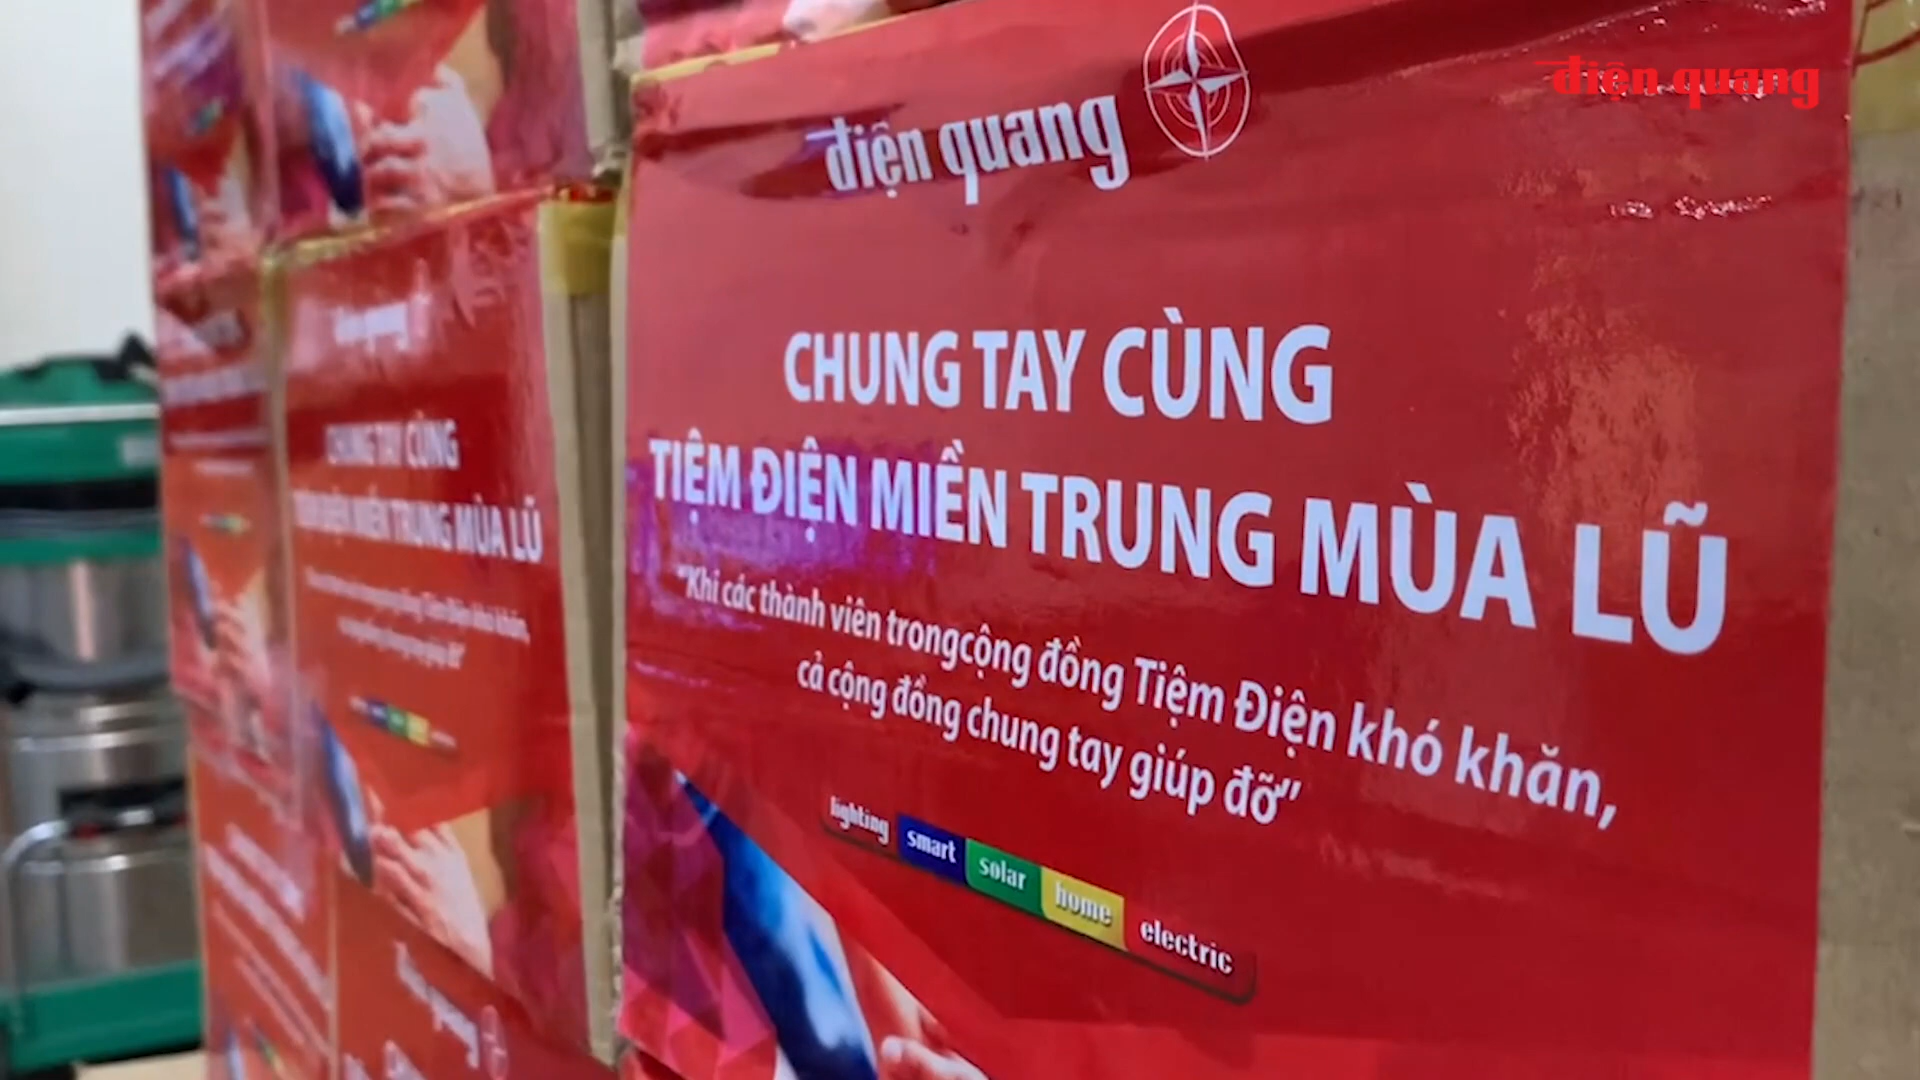 điện quang
điện quang
CHUNG TAY CÙNG
TIỆM ĐIỆN MIỀN TRUNG MÙA LŨ
"Khi các thành viên trongcộng đồng Tiệm Điện khó khăn,
cả cộng đồng chung tay giúp đỡ"
lighting smart solar home electric
CHUNG TAY CÙNG
TIỆM ĐIỆN MIỀN TRUNG MÙA LŨ